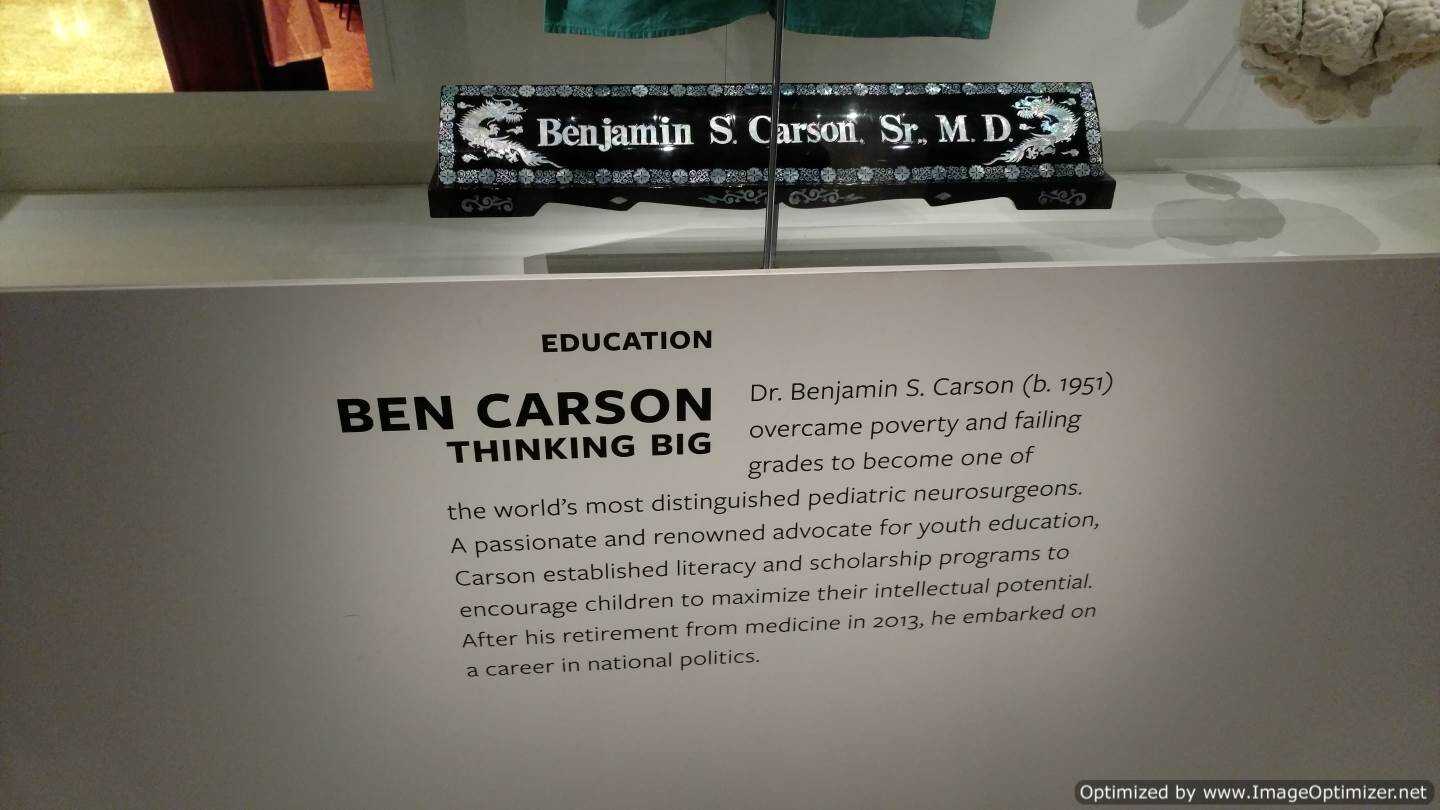 Benjamin S. Carson, Sr., M. D.
EDUCATION
BEN CARSON
THINKING BIG
Dr. Benjamin S. Carson (b. 1951)
overcame poverty and failing
grades to become one of
the world's most distinguished pediatric neurosurgeons.
A passionate and renowned advocate for youth education,
Carson established literacy and scholarship programs to
encourage children to maximize their intellectual potential.
After his retirement from medicine in 2013, he embarked on
a career in national politics.
Optimized by www.ImageOptimizer.net